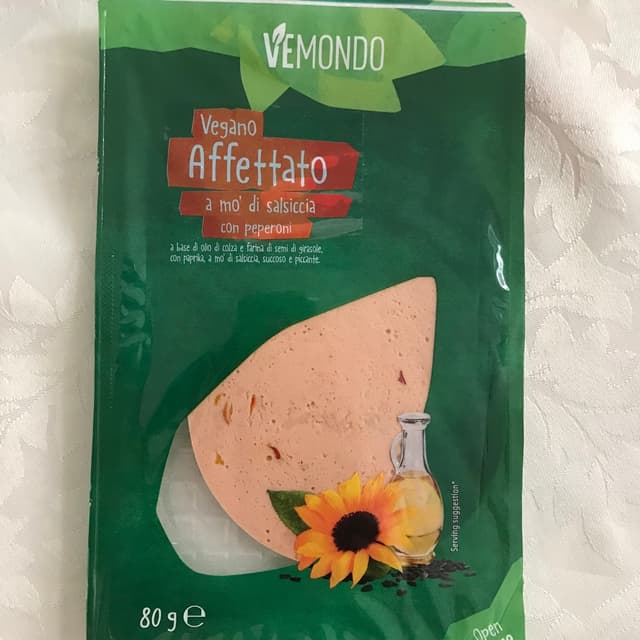 VEMONDO
Vegano
Affettato
a mo' di salsiccia
con peperoni
a base di olio di colza e farina di semi di girasole,
con paprika, a mo' di salsiccia, succoso e piccante.
Serving suggestion*
80 g e
Open